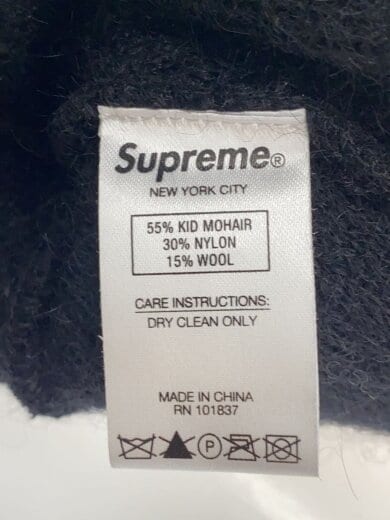 Supreme®
NEW YORK CITY
55% KID MOHAIR
30% NYLON
15% WOOL
CARE INSTRUCTIONS:
DRY CLEAN ONLY
MADE IN CHINA
RN 101837
P